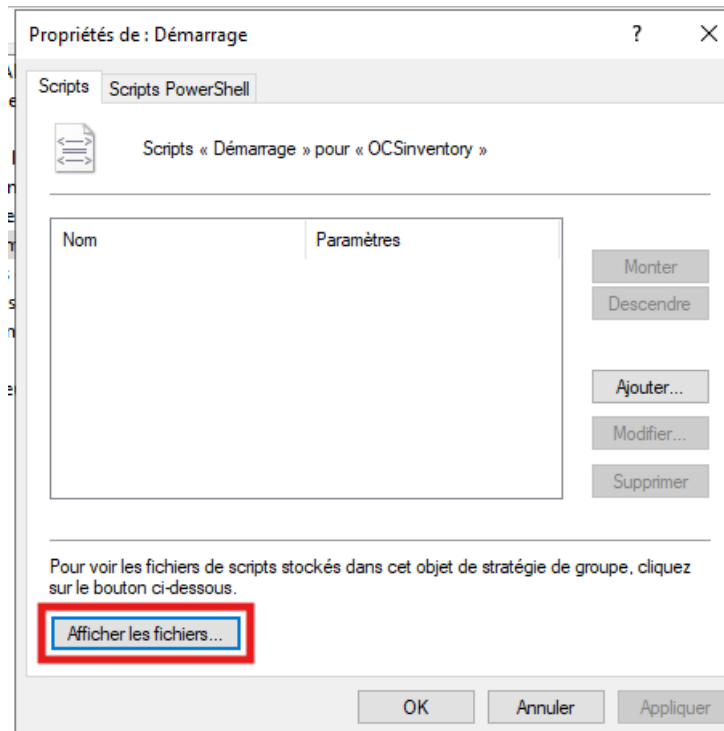 Propriétés de : Démarrage
?
Scripts
Scripts PowerShell
Scripts « Démarrage » pour « OCSinventory »
Nom
Paramètres
Monter
Descendre
Ajouter...
Modifier...
Supprimer
Pour voir les fichiers de scripts stockés dans cet objet de stratégie de groupe, cliquez
sur le bouton ci-dessous.
Afficher les fichiers...
OK
Annuler
Appliquer